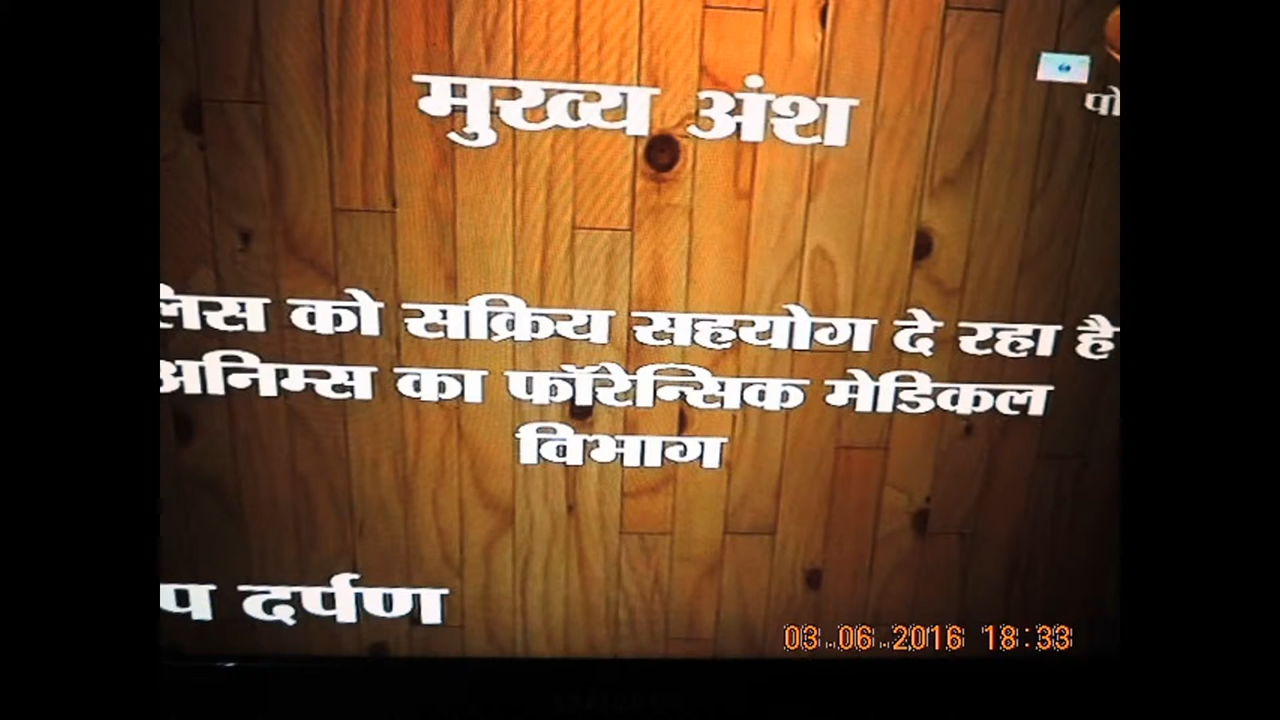 मुख्य अंश
पो
लिस को सक्रिय सहयोग दे रहा है
अनिम्स का फॉरेन्सिक मेडिकल
विभाग
प दर्पण
03.06.2016 18:33